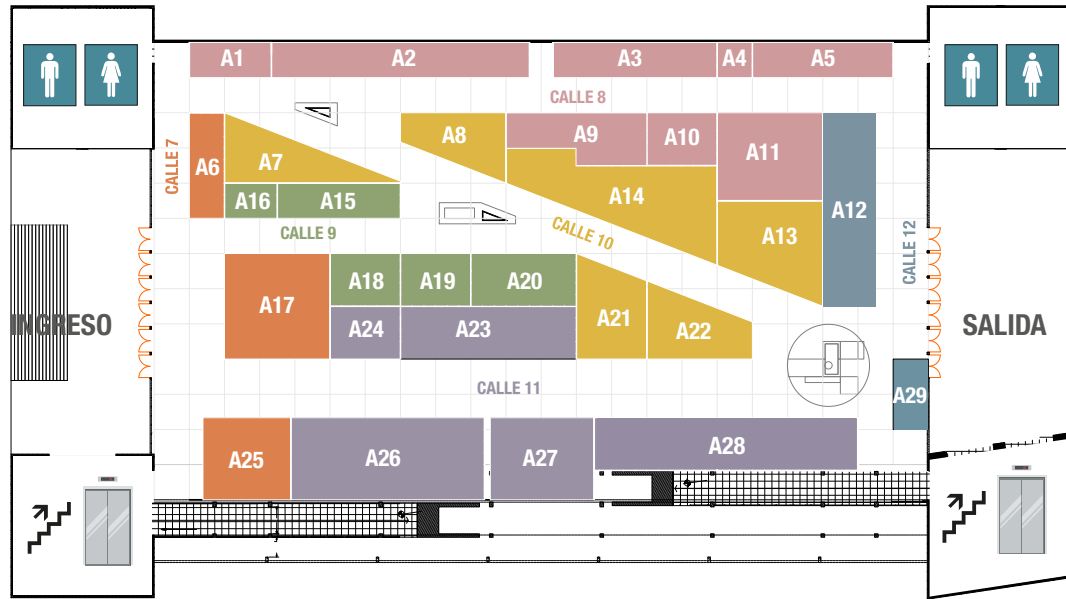 A1
A2
A3
A4
A5
CALLE 8
CALLE 7
A6
A7
A8
A9
A10
A11
A12
A16
A15
A14
A13
CALLE 9
CALLE 10
CALLE 12
A17
A18
A19
A20
A21
A22
A24
A23
INGRESO
SALIDA
CALLE 11
A29
A25
A26
A27
A28